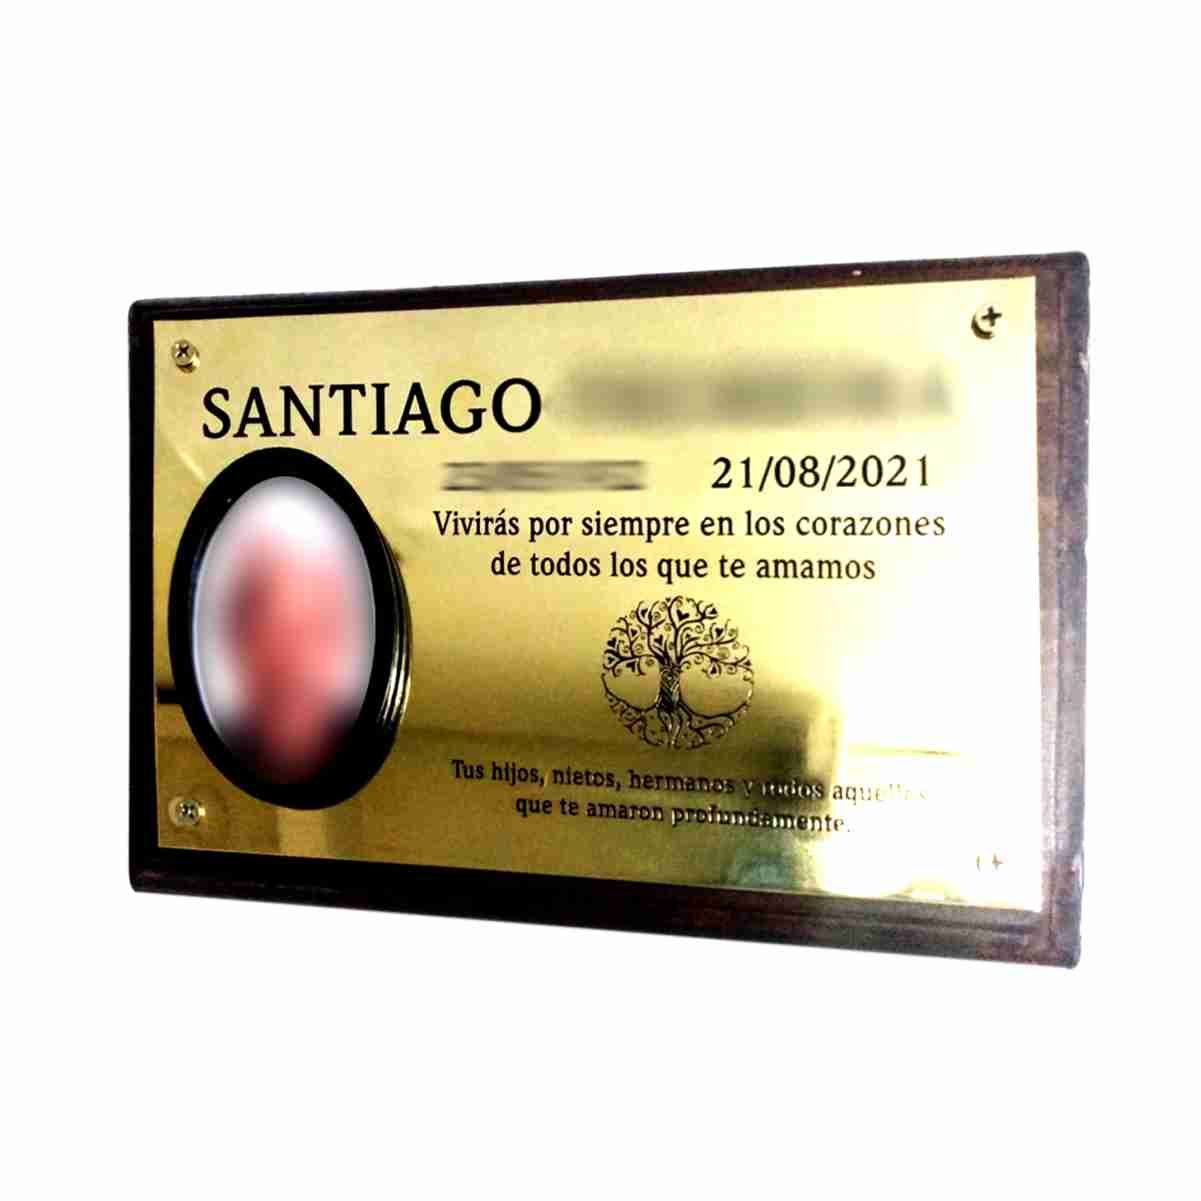 SANTIAGO
21/08/2021
Vivirás por siempre en los corazones
de todos los que te amamos
Tus hijos, nietos, hermanos y todos aquellos
que te amaron profundamente.